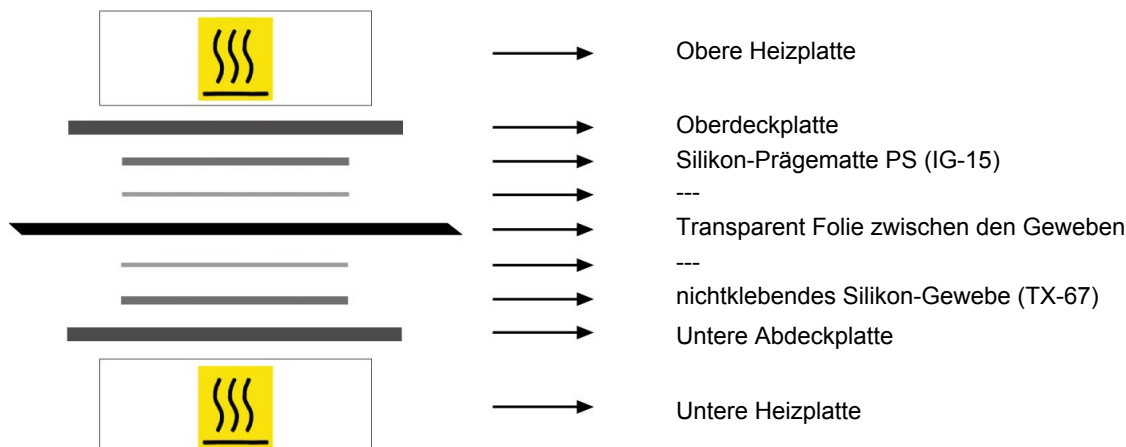 Obere Heizplatte
Oberdeckplatte
Silikon-Prägematte PS (IG-15)
---
Transparent Folie zwischen den Geweben
---
nichtklebendes Silikon-Gewebe (TX-67)
Untere Abdeckplatte
Untere Heizplatte